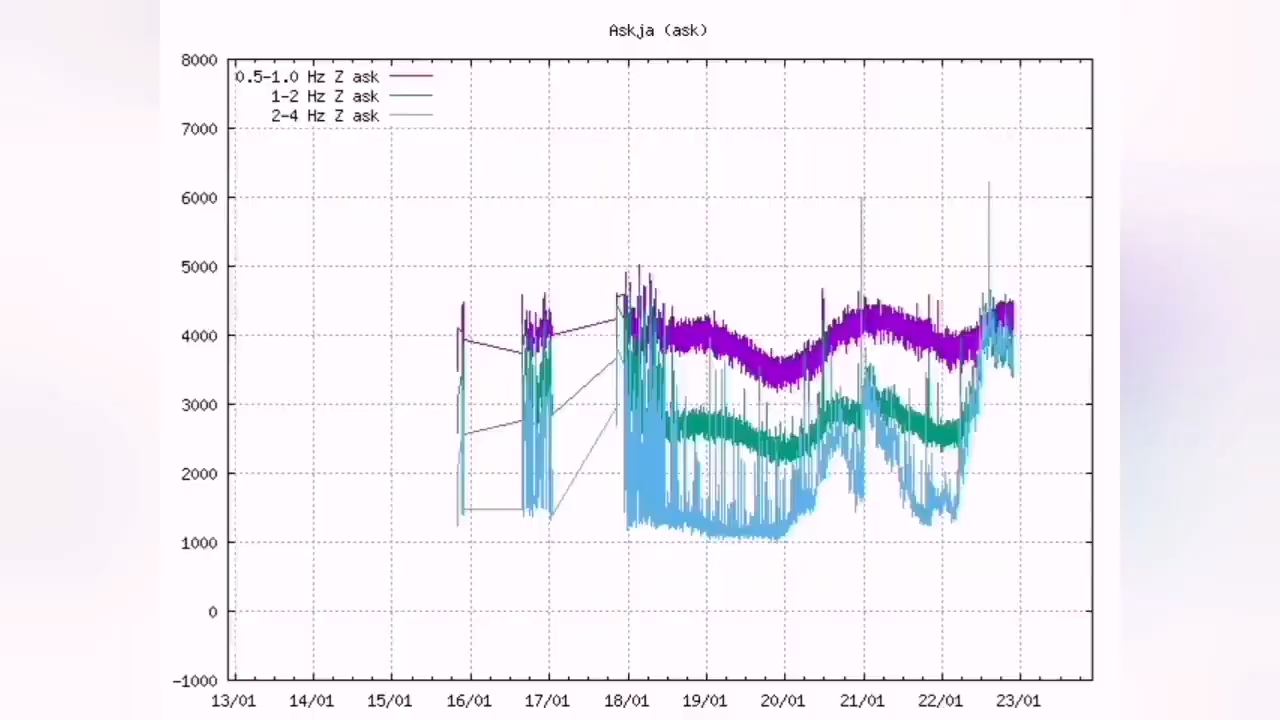 Askja (ask)
8000
0.5-1.0 Hz Z ask
1-2 Hz Z ask
2-4 Hz Z ask
7000
6000
5000
4000
3000
2000
1000
0
-1000
13/01 14/01 15/01 16/01 17/01 18/01 19/01 20/01 21/01 22/01 23/01